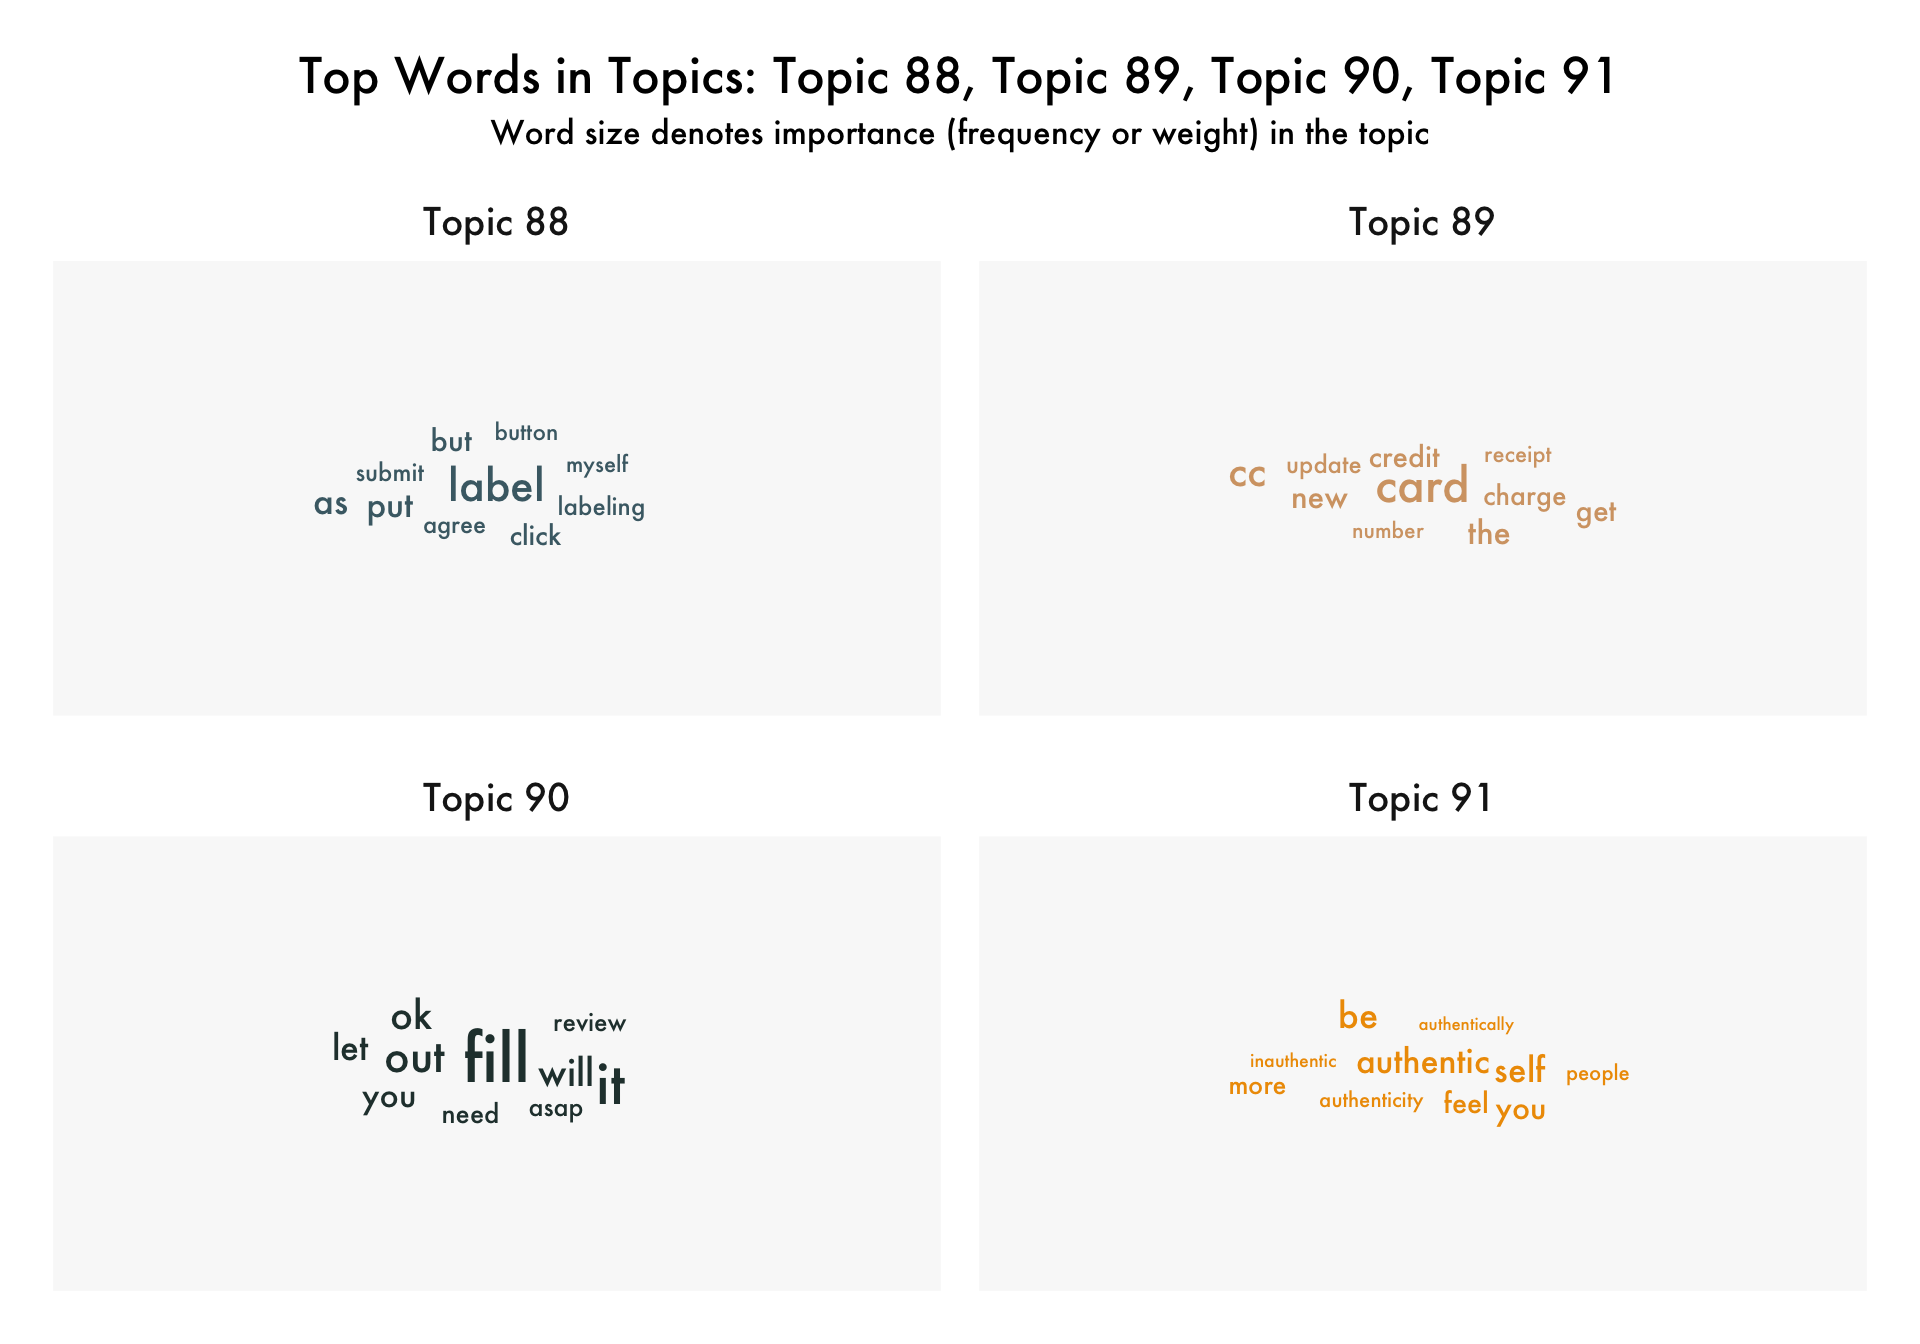 Top Words in Topics: Topic 88, Topic 89, Topic 90, Topic 91
Word size denotes importance (frequency or weight) in the topic
Topic 88
but button
submit label myself
as put labeling
agree click
Topic 89
cc update credit receipt
new card charge get
number the
Topic 90
ok review
let out fill will it
you need asap
Topic 91
be authentically
inauthentic authentic self people
more authenticity feel you